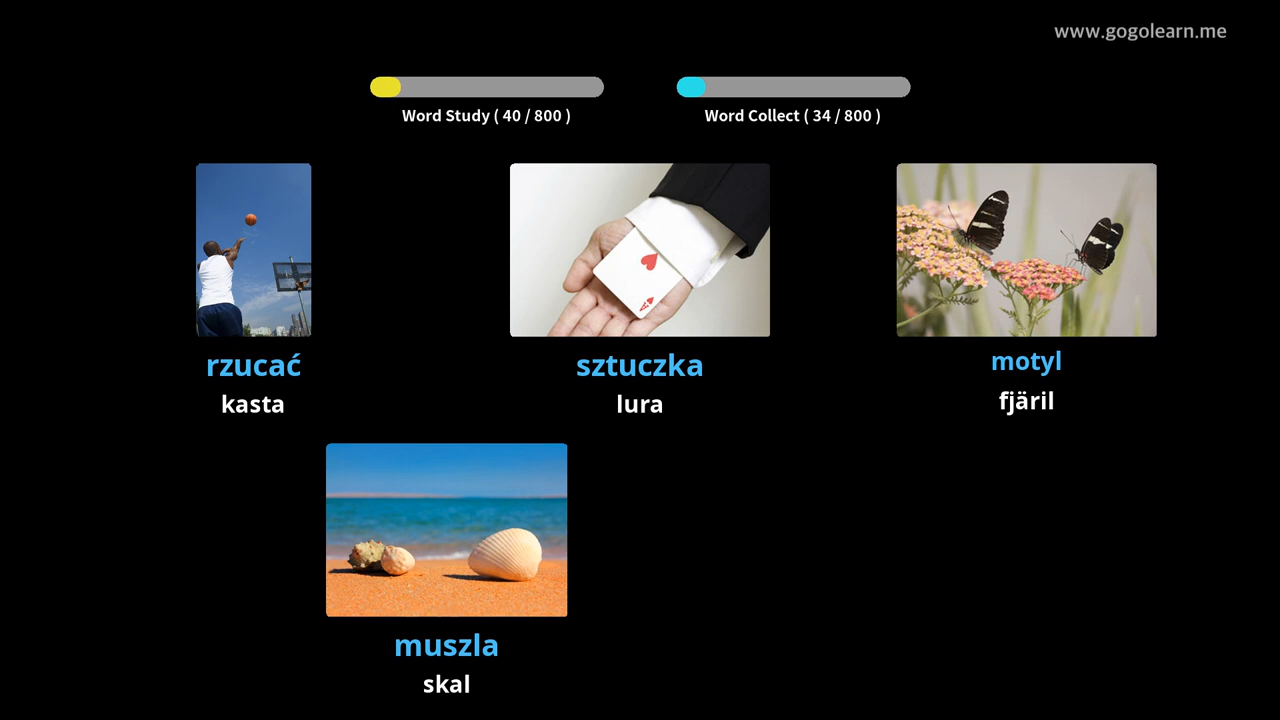 www.gogolearn.me
Word Study ( 40 / 800 )
Word Collect ( 34 / 800 )
rzucać
kasta
sztuczka
lura
motyl
fjäril
muszla
skal